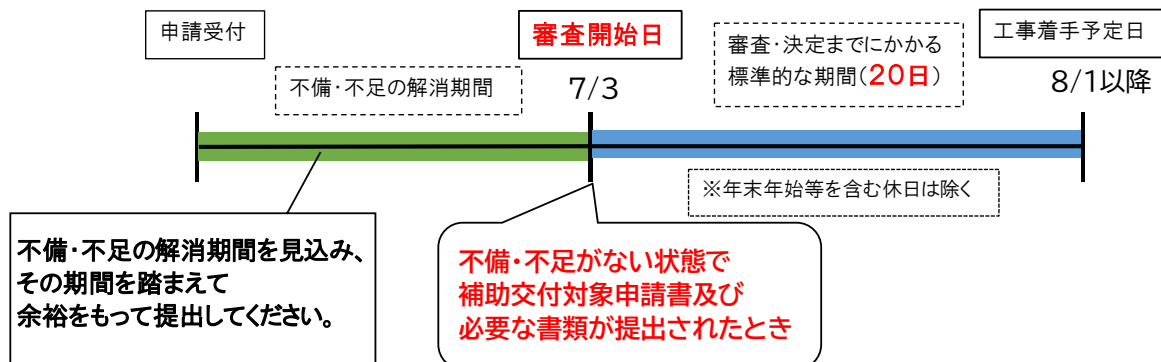 申請受付
審査開始日
審査・決定までにかかる
標準的な期間(20日)
工事着手予定日
不備・不足の解消期間
7/3
8/1以降
※年末年始等を含む休日は除く
不備・不足の解消期間を見込み、
その期間を踏まえて
余裕をもって提出してください。
不備・不足がない状態で
補助交付対象申請書及び
必要な書類が提出されたとき